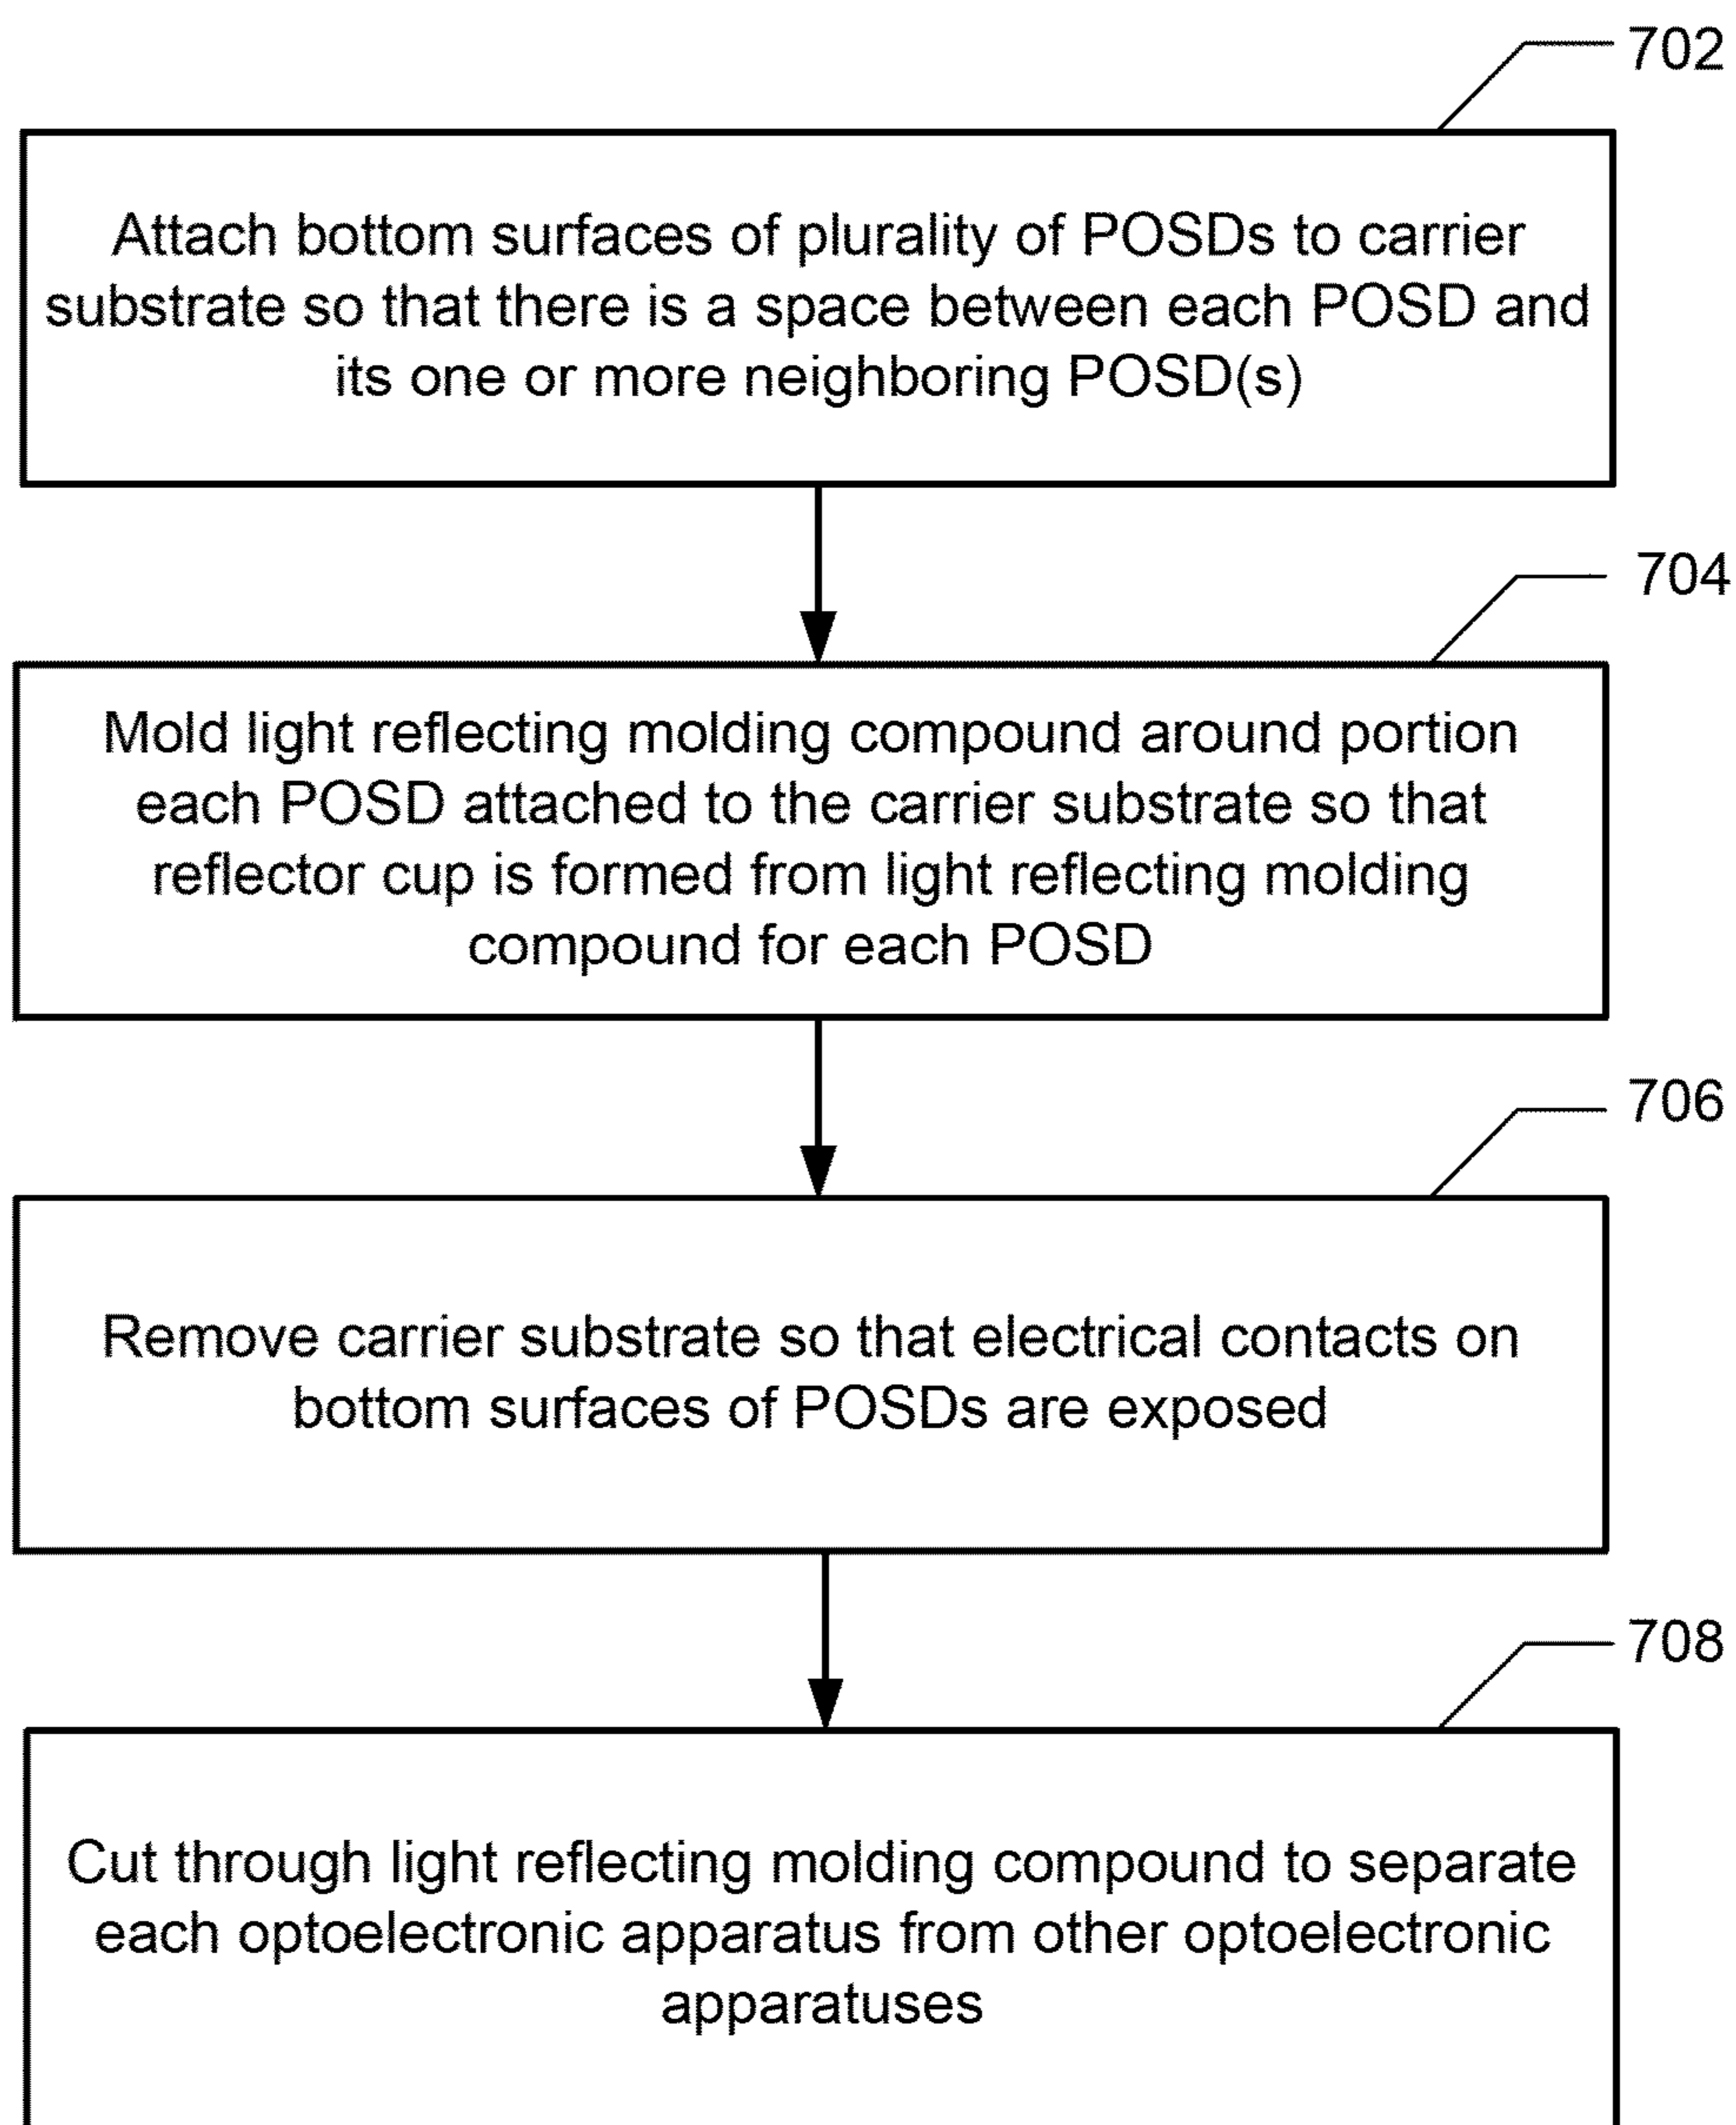 702
Attach bottom surfaces of plurality of POSDs to carrier
substrate so that there is a space between each POSD and
its one or more neighboring POSD(s)
704
Mold light reflecting molding compound around portion
each POSD attached to the carrier substrate so that
reflector cup is formed from light reflecting molding
compound for each POSD
706
Remove carrier substrate so that electrical contacts on
bottom surfaces of POSDs are exposed
708
Cut through light reflecting molding compound to separate
each optoelectronic apparatus from other optoelectronic
apparatuses